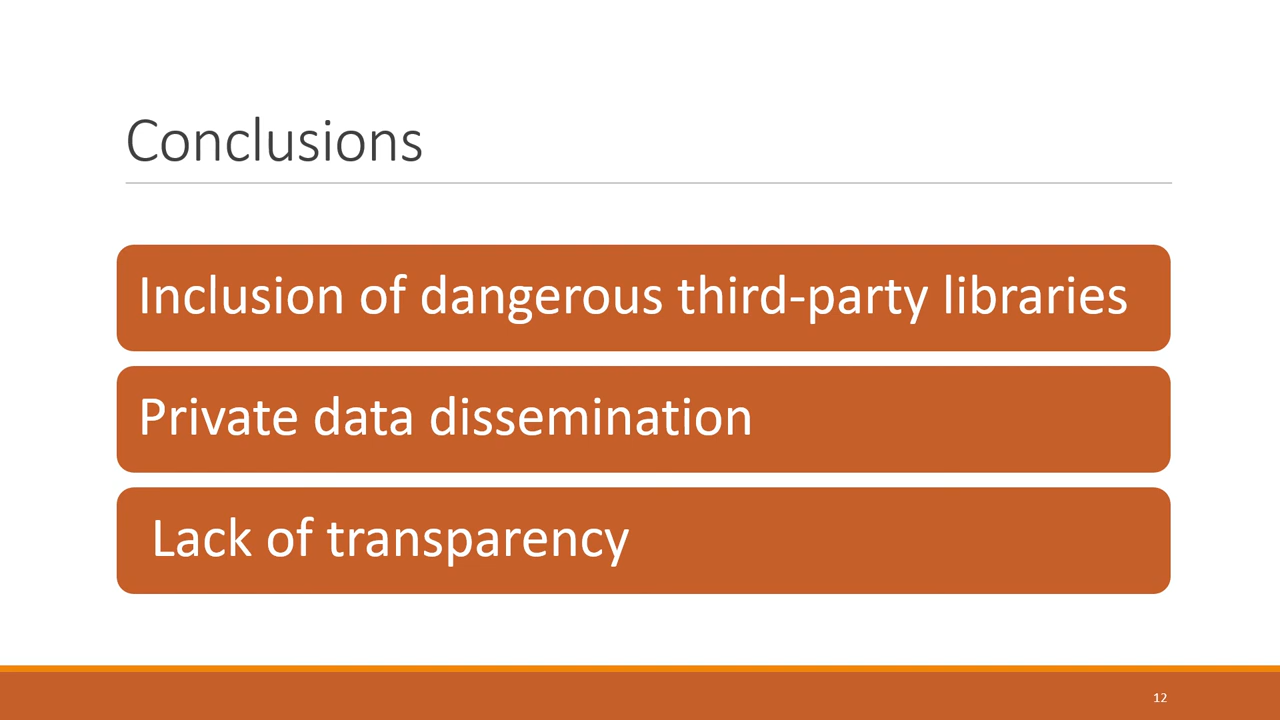 Conclusions
Inclusion of dangerous third-party libraries
Private data dissemination
Lack of transparency
12